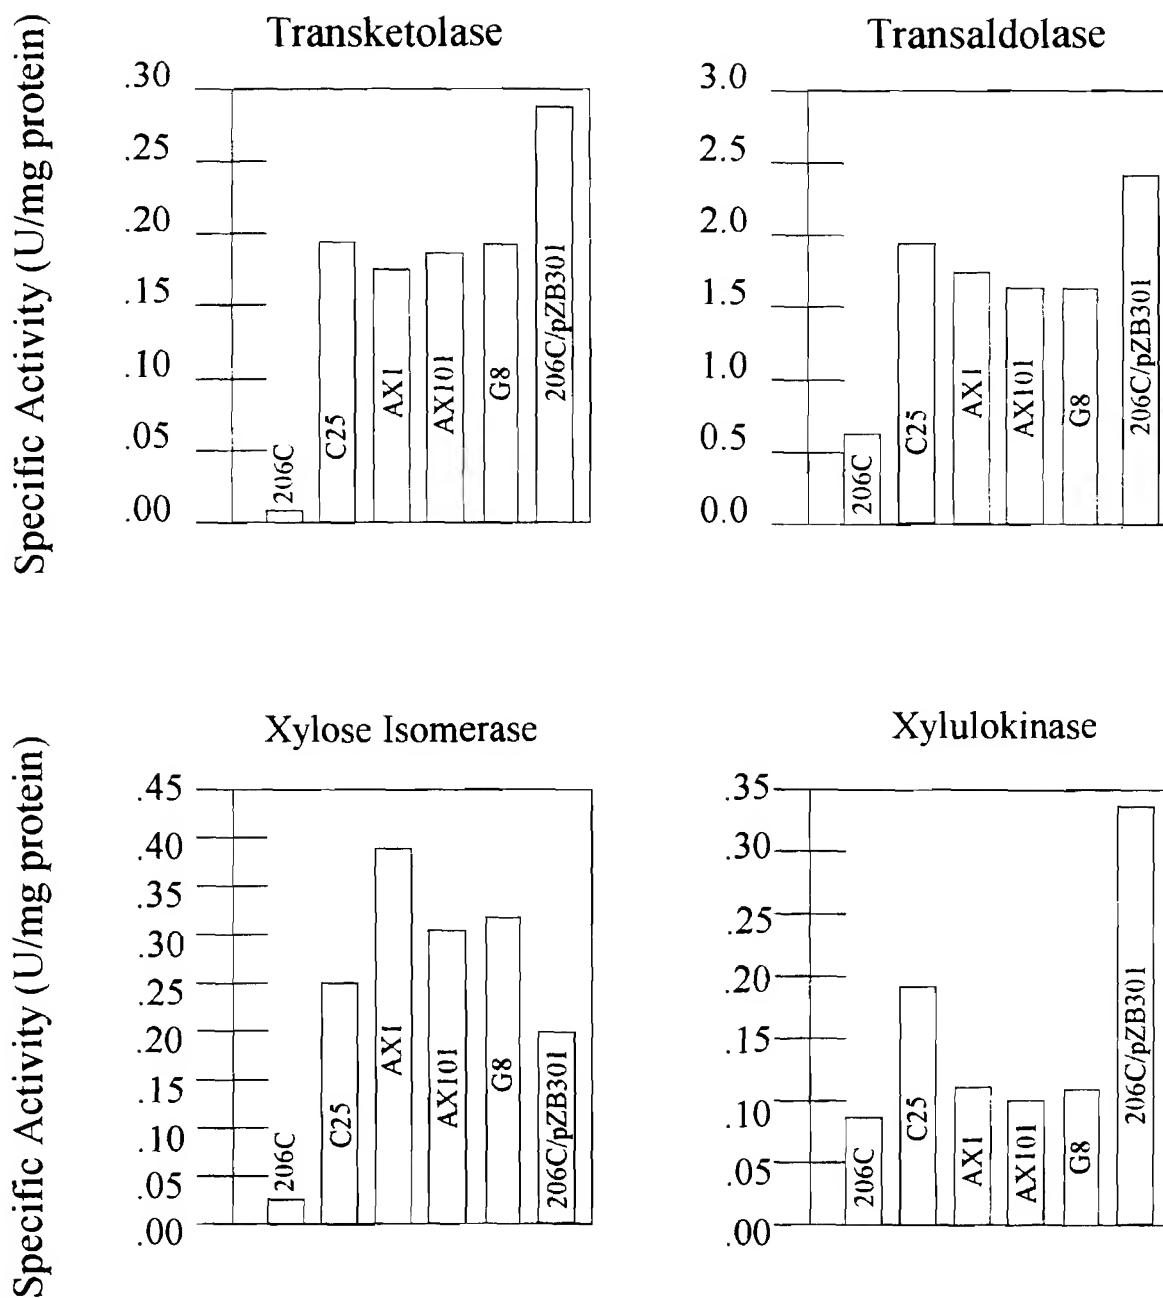 Specific Activity (U/mg protein)
Transketolase
.30
.25
.20
.15
.10
.05
.00
206C
C25
AX1
AX101
G8
206C/pZB301
Transaldolase
3.0
2.5
2.0
1.5
1.0
0.5
0.0
206C
C25
AX1
AX101
G8
206C/pZB301
Specific Activity (U/mg protein)
Xylose Isomerase
.45
.40
.35
.30
.25
.20
.15
.10
.05
.00
206C
C25
AX1
AX101
G8
206C/pZB301
Xylulokinase
.35
.30
.25
.20
.15
.10
.05
.00
206C
C25
AX1
AX101
G8
206C/pZB301